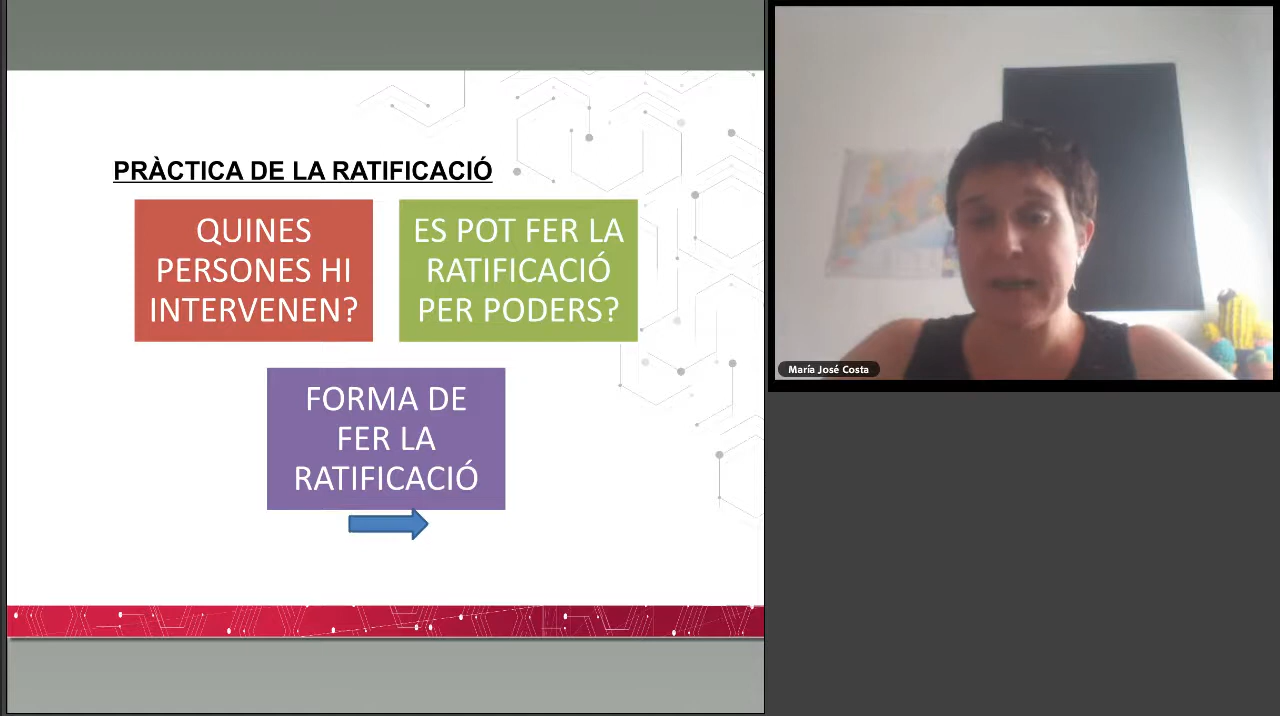 PRÀCTICA DE LA RATIFICACIÓ
QUINES
PERSONES HI
INTERVENEN?
ES POT FER LA
RATIFICACIÓ
PER PODERS?
FORMA DE
FER LA
RATIFICACIÓ
María José Costa